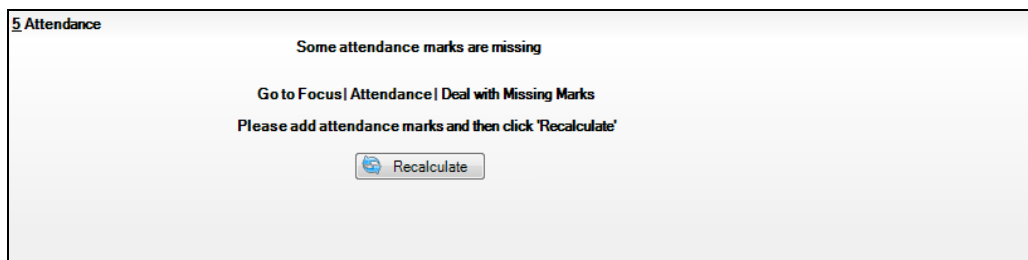 5 Attendance
Some attendance marks are missing
Go to Focus| Attendance| Deal with Missing Marks
Please add attendance marks and then click 'Recalculate'
Recalculate